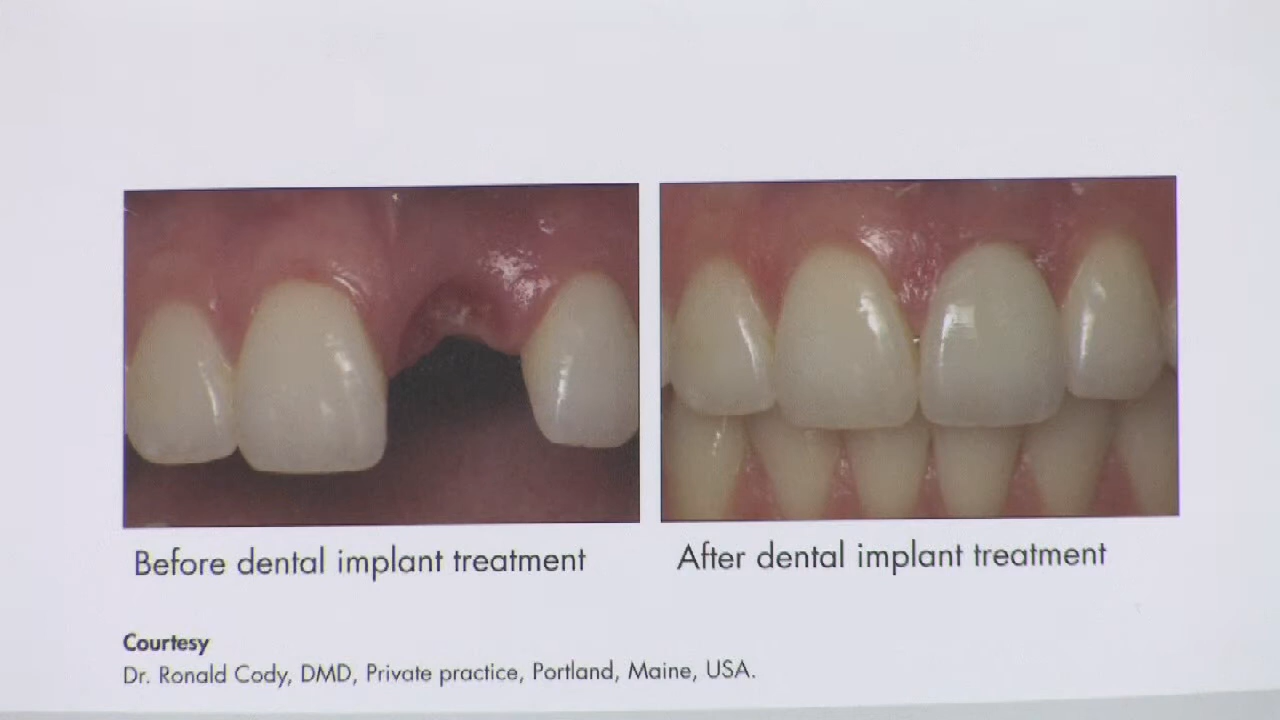 Before dental implant treatment
After dental implant treatment
Courtesy
Dr. Ronald Cody, DMD, Private practice, Portland, Maine, USA.